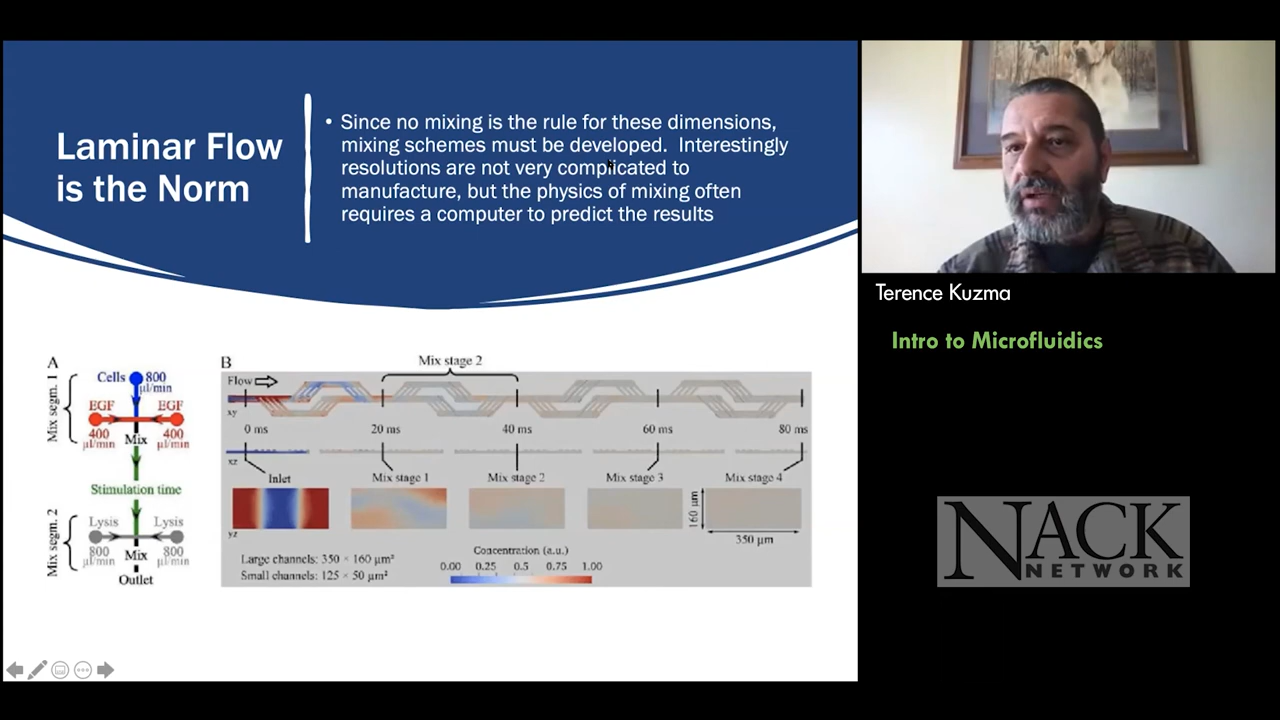 Laminar Flow
is the Norm
• Since no mixing is the rule for these dimensions,
mixing schemes must be developed. Interestingly
resolutions are not very complicated to
manufacture, but the physics of mixing often
requires a computer to predict the results
A
Mix segm. 1
Cells
800
µl/min
EGF
EGF
400
µl/min
Mix
400
µl/min
Stimulation time
Mix segm. 2
Lysis
Lysis
800
µl/min
Mix
800
µl/min
Outlet
B
Mix stage 2
Flow
xy
0 ms
20 ms
40 ms
60 ms
80 ms
xz
Inlet
Mix stage 1
Mix stage 2
Mix stage 3
Mix stage 4
160 µm
350 µm
yz
Large channels: 350 × 160 µm²
Small channels: 125 × 50 µm²
Concentration (a.u.)
0.00 0.25 0.5 0.75 1.00
Terence Kuzma
Intro to Microfluidics
NACK
NETWORK